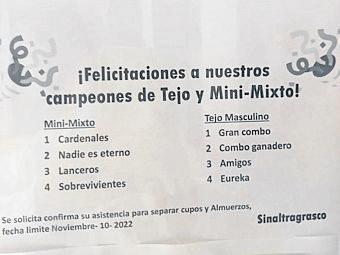 ¡Felicitaciones a nuestros
campeones de Tejo y Mini-Mixto!
Mini-Mixto
1 Cardenales
2 Nadie es eterno
3 Lanceros
4 Sobrevivientes
Tejo Masculino
1 Gran combo
2 Combo ganadero
3 Amigos
4 Eureka
Se solicita confirma su asistencia para separar cupos y Almuerzos,
fecha limite Noviembre- 10- 2022
Sinaltragrasco